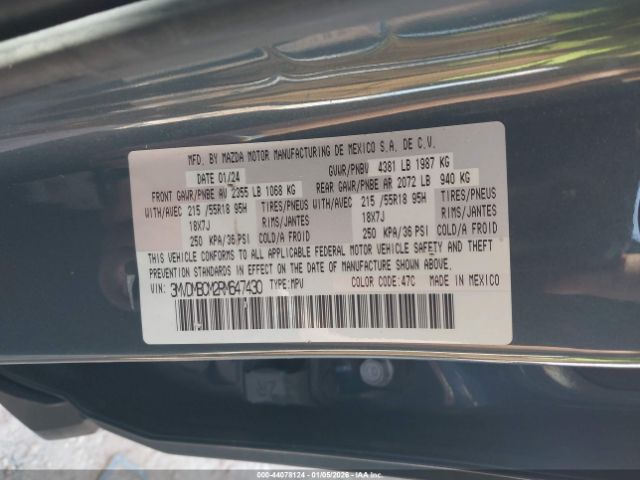 MFD. BY MAZDA MOTOR MANUFACTURING DE MEXICO S.A. DE C.V.
DATE 01/24 GVWR/PNBV 4381 LB 1987 KG
FRONT GAWR/PNBE AV 2355 LB 1068 KG REAR GAWR/PNBE AR 2072 LB 940 KG
WITH/AVEC 215 /55R18 95H TIRES/PNEUS WITH/AVEC 215 /55R18 95H TIRES/PNEUS
18X7J RIMS/JANTES 18X7J RIMS/JANTES
250 KPA/36 PSI COLD/A FROID 250 KPA/36 PSI COLD/A FROID
THIS VEHICLE CONFORMS TO ALL APPLICABLE FEDERAL MOTOR VEHICLE SAFETY AND THEFT
PREVENTION STANDARDS IN EFFECT ON THE DATE OF MANUFACTURE SHOWN ABOVE.
VIN: 3MVDMBCM2RM647430 TYPE:MPV COLOR CODE:47C MADE IN MEXICO
000-44078124 - 01/05/2026 - IAAI.COM